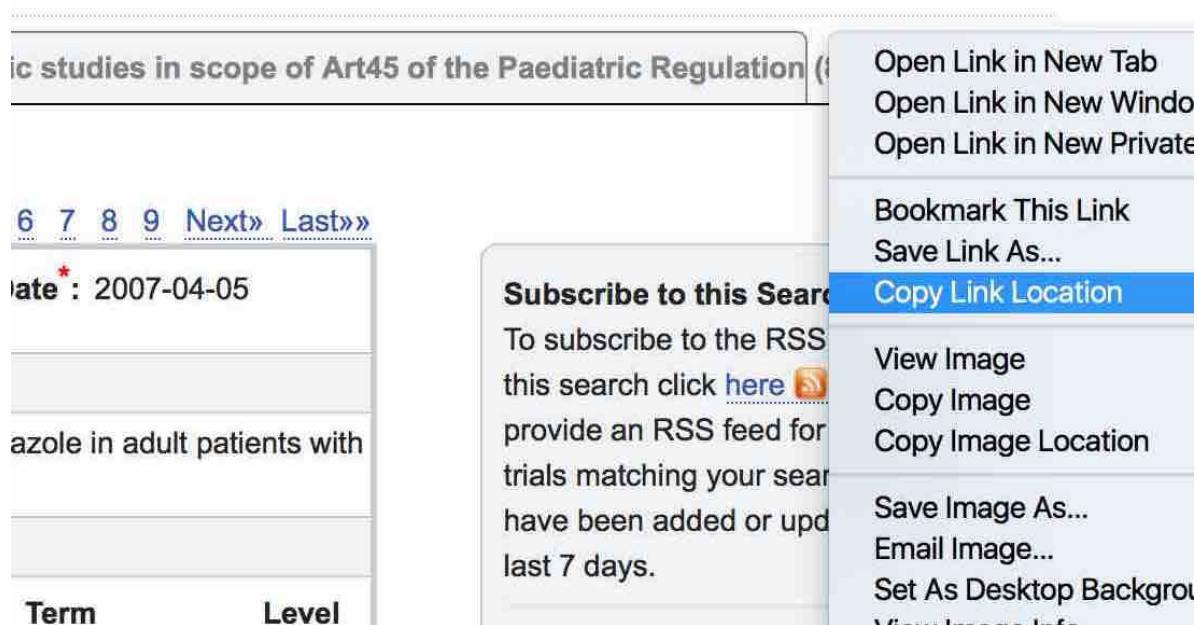 ic studies in scope of Art45 of the Paediatric Regulation
6 7 8 9 Next» Last»»
ate*: 2007-04-05
azole in adult patients with
Term Level
Subscribe to this Sear
To subscribe to the RSS
this search click here
provide an RSS feed for
trials matching your sear
have been added or upd
last 7 days.
Open Link in New Tab
Open Link in New Windo
Open Link in New Private
Bookmark This Link
Save Link As...
Copy Link Location
View Image
Copy Image
Copy Image Location
Save Image As...
Email Image...
Set As Desktop Backgrou
View Image Info